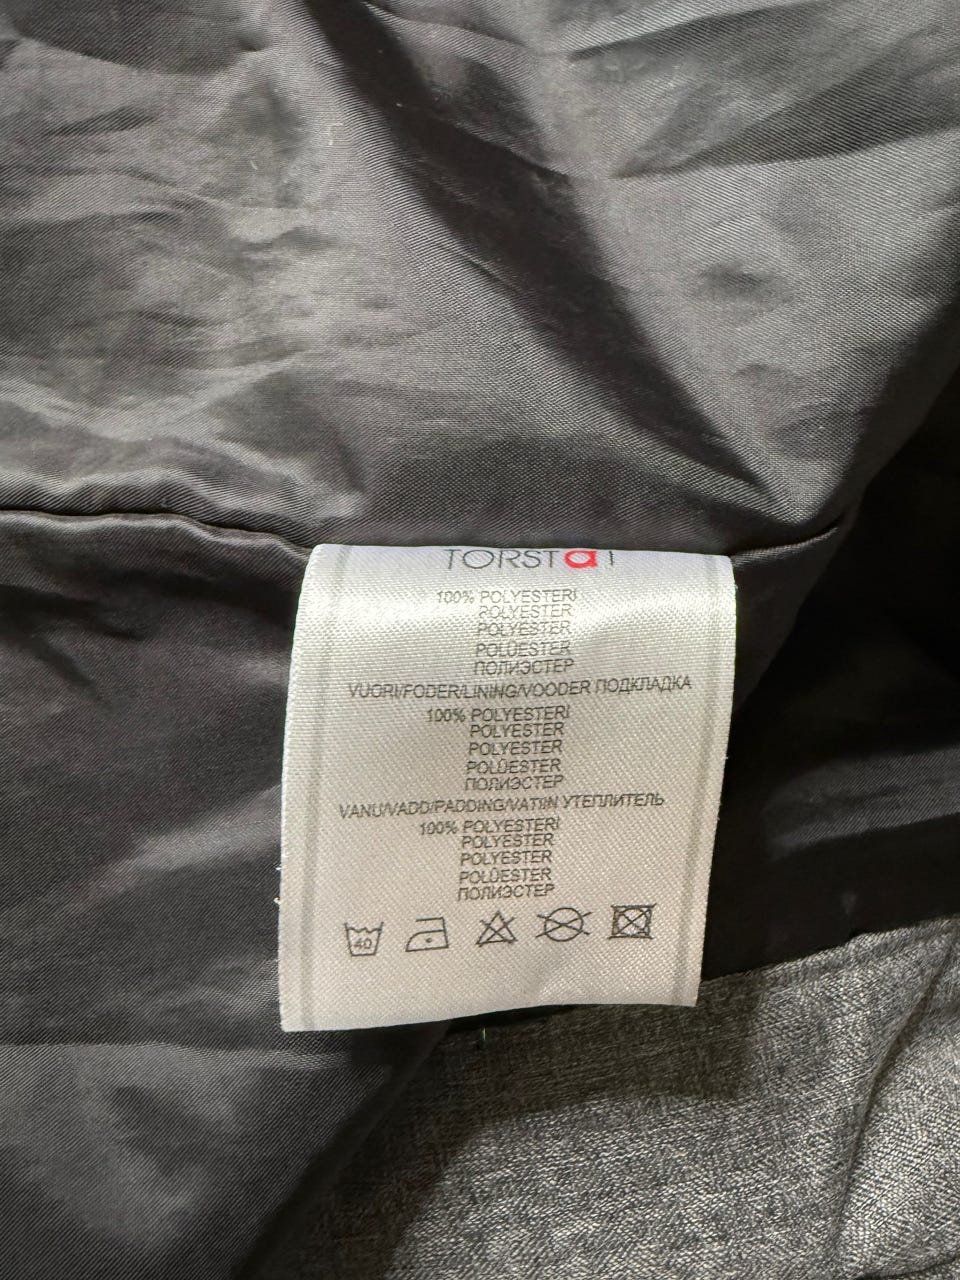 TORSTAI
100% POLYESTERI
POLYESTER
POLYESTER
POLÜESTER
ПОЛИЭСТЕР
VUORI/FODER/LINING/VOODER ПОДКЛАДКА
100% POLYESTERI
POLYESTER
POLYESTER
POLÜESTER
ПОЛИЭСТЕР
VANU/VADD/PADDING/VATIIN УТЕПЛИТЕЛЬ
100% POLYESTERI
POLYESTER
POLYESTER
POLÜESTER
ПОЛИЭСТЕР
40